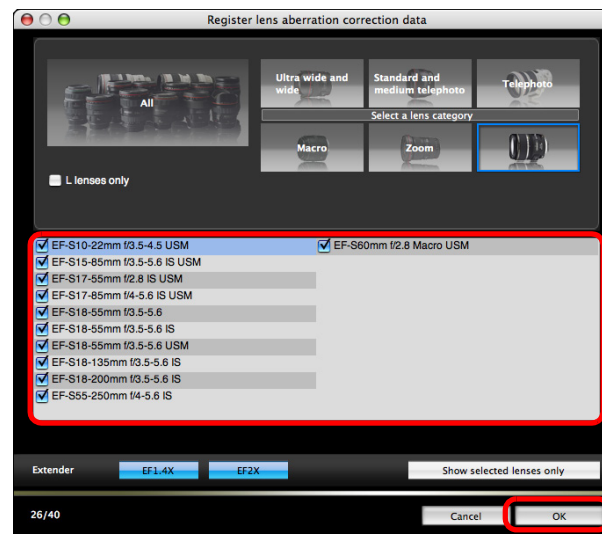 Register lens aberration correction data
All
Ultra wide and wide
Standard and medium telephoto
Telephoto
Select a lens category
Macro
Zoom
L lenses only
EF-S10-22mm f/3.5-4.5 USM
EF-S15-85mm f/3.5-5.6 IS USM
EF-S17-55mm f/2.8 IS USM
EF-S17-85mm f/4-5.6 IS USM
EF-S18-55mm f/3.5-5.6
EF-S18-55mm f/3.5-5.6 IS
EF-S18-55mm f/3.5-5.6 USM
EF-S18-135mm f/3.5-5.6 IS
EF-S18-200mm f/3.5-5.6 IS
EF-S55-250mm f/4-5.6 IS
EF-S60mm f/2.8 Macro USM
Extender
EF1.4X
EF2X
Show selected lenses only
26/40
Cancel
OK